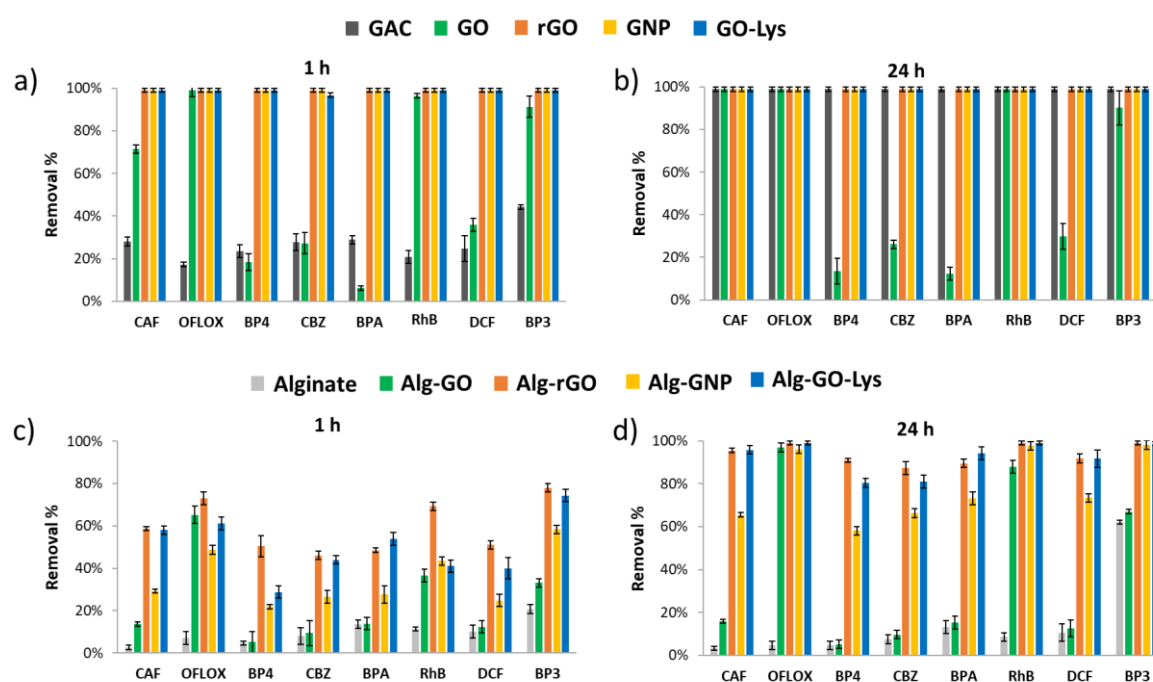 GAC GO rGO GNP GO-Lys
a) 1 h
Removal %
100%
80%
60%
40%
20%
0%
CAF OFLOX BP4 CBZ BPA RhB DCF BP3
b) 24 h
Removal %
100%
80%
60%
40%
20%
0%
CAF OFLOX BP4 CBZ BPA RhB DCF BP3
Alginate Alg-GO Alg-rGO Alg-GNP Alg-GO-Lys
c) 1 h
Removal %
100%
80%
60%
40%
20%
0%
CAF OFLOX BP4 CBZ BPA RhB DCF BP3
d) 24 h
Removal %
100%
80%
60%
40%
20%
0%
CAF OFLOX BP4 CBZ BPA RhB DCF BP3